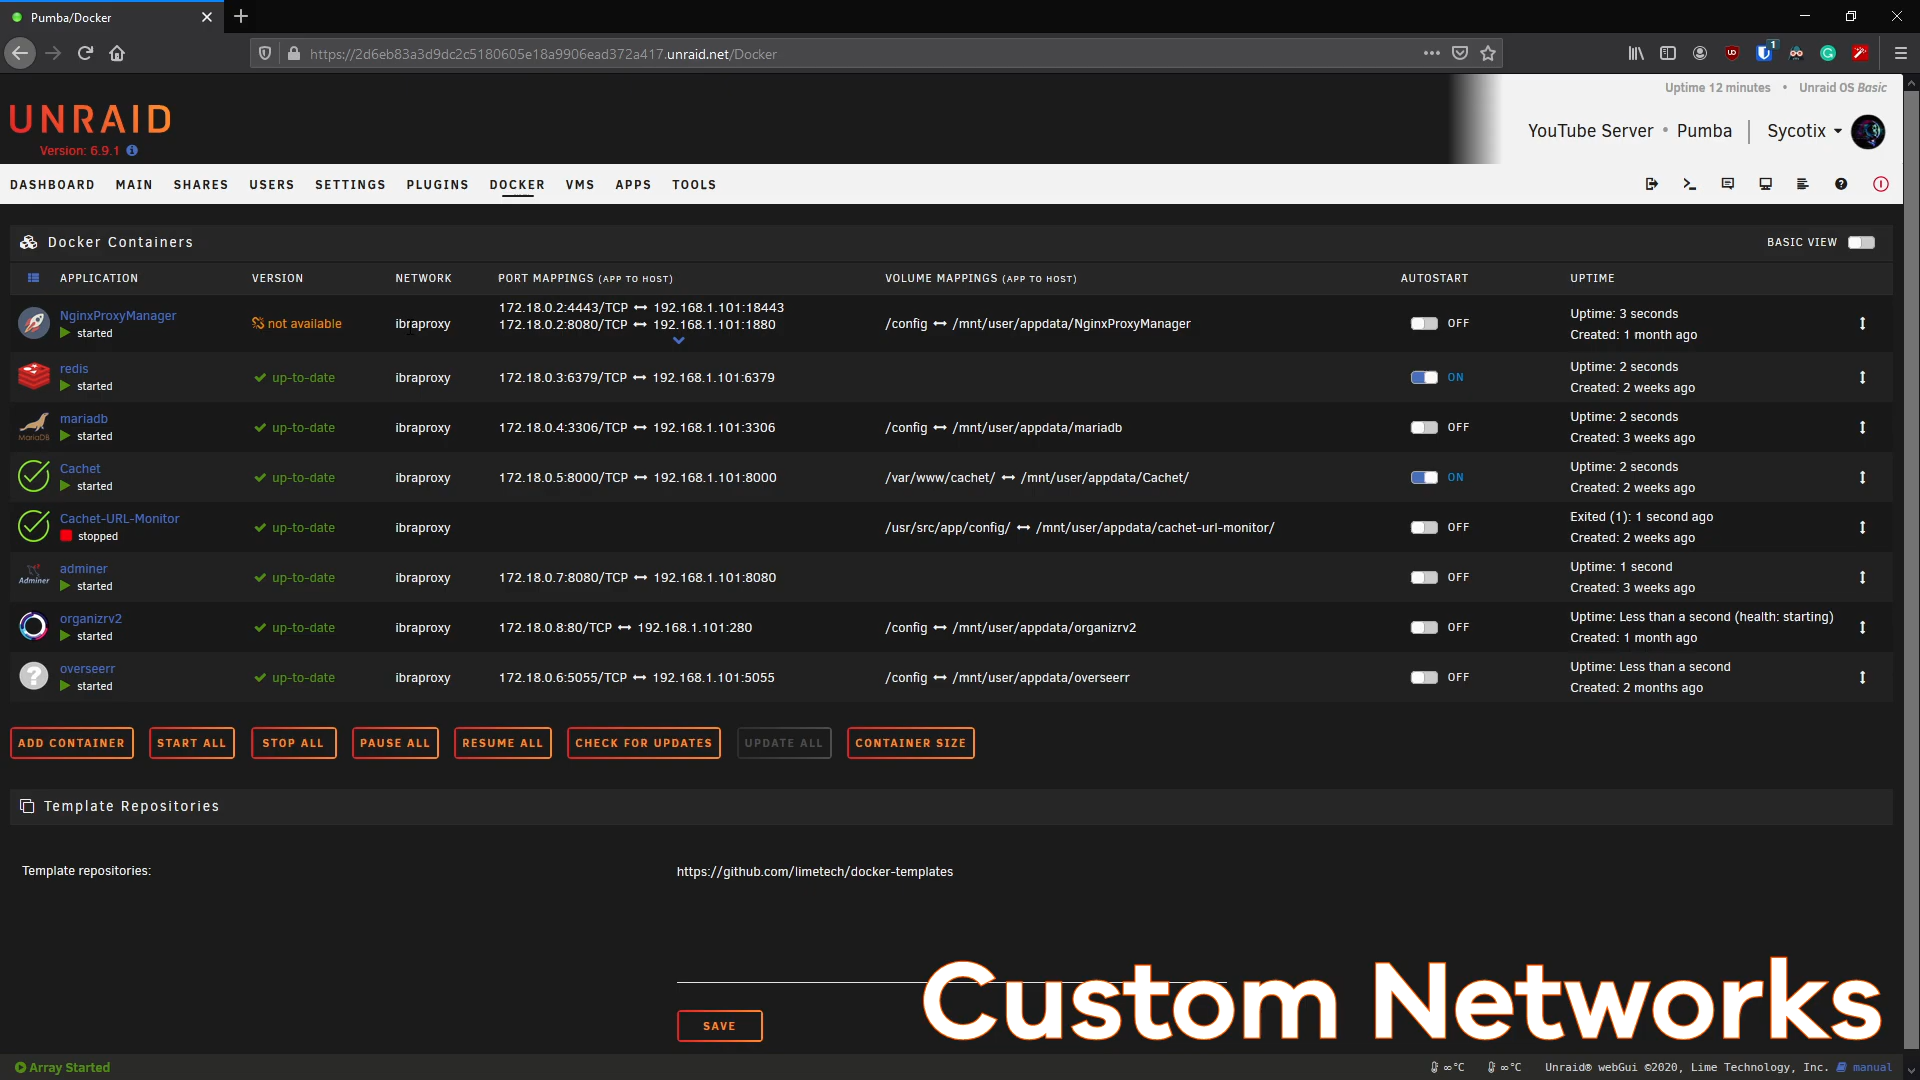 Pumba/Docker
https://2d6eb83a3d9dc2c5180605e18a9906ead372a417.unraid.net/Docker
1
Uptime 12 minutes • Unraid OS Basic
UNRAID
Version: 6.9.1
YouTube Server • Pumba | Sycotix
DASHBOARD MAIN SHARES USERS SETTINGS PLUGINS DOCKER VMS APPS TOOLS
Docker Containers
BASIC VIEW
APPLICATION VERSION NETWORK PORT MAPPINGS (APP TO HOST) VOLUME MAPPINGS (APP TO HOST) AUTOSTART UPTIME
NginxProxyManager
started
not available
ibraproxy
172.18.0.2:4443/TCP ↔ 192.168.1.101:18443
172.18.0.2:8080/TCP ↔ 192.168.1.101:1880
/config ↔ /mnt/user/appdata/NginxProxyManager
OFF
Uptime: 3 seconds
Created: 1 month ago
redis
started
up-to-date
ibraproxy
172.18.0.3:6379/TCP ↔ 192.168.1.101:6379
ON
Uptime: 2 seconds
Created: 2 weeks ago
MariaDB
mariadb
started
up-to-date
ibraproxy
172.18.0.4:3306/TCP ↔ 192.168.1.101:3306
/config ↔ /mnt/user/appdata/mariadb
OFF
Uptime: 2 seconds
Created: 3 weeks ago
Cachet
started
up-to-date
ibraproxy
172.18.0.5:8000/TCP ↔ 192.168.1.101:8000
/var/www/cachet/ ↔ /mnt/user/appdata/Cachet/
ON
Uptime: 2 seconds
Created: 2 weeks ago
Cachet-URL-Monitor
stopped
up-to-date
ibraproxy
/usr/src/app/config/ ↔ /mnt/user/appdata/cachet-url-monitor/
OFF
Exited (1): 1 second ago
Created: 2 weeks ago
Adminer
adminer
started
up-to-date
ibraproxy
172.18.0.7:8080/TCP ↔ 192.168.1.101:8080
OFF
Uptime: 1 second
Created: 3 weeks ago
organizrv2
started
up-to-date
ibraproxy
172.18.0.8:80/TCP ↔ 192.168.1.101:280
/config ↔ /mnt/user/appdata/organizrv2
OFF
Uptime: Less than a second (health: starting)
Created: 1 month ago
overseerr
started
up-to-date
ibraproxy
172.18.0.6:5055/TCP ↔ 192.168.1.101:5055
/config ↔ /mnt/user/appdata/overseerr
OFF
Uptime: Less than a second
Created: 2 months ago
ADD CONTAINER START ALL STOP ALL PAUSE ALL RESUME ALL CHECK FOR UPDATES UPDATE ALL CONTAINER SIZE
Template Repositories
Template repositories:
https://github.com/limetech/docker-templates
Custom Networks
SAVE
Array Started
∞°C ∞°C Unraid® webGui ©2020, Lime Technology, Inc. manual